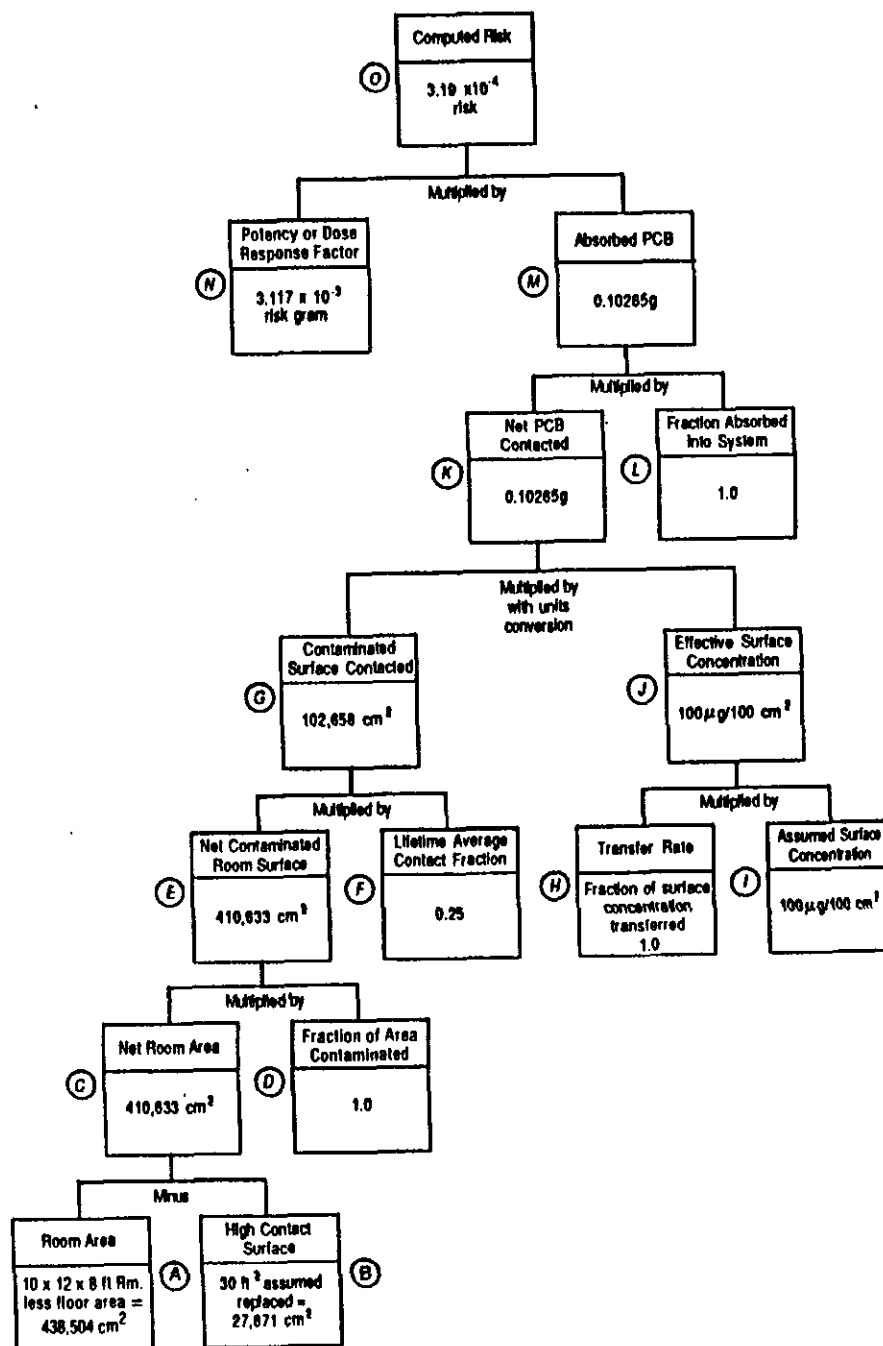 Computed Risk
O
3.19 x10-4
risk
Multiplied by
Potency or Dose
Response Factor
N
3.117 x 10-3
risk gram
Absorbed PCB
M
0.10265g
Multiplied by
Net PCB
Contacted
K
0.10265g
Fraction Absorbed
into System
L
1.0
Multiplied by
with units
conversion
Contaminated
Surface Contacted
G
102,658 cm2
Effective Surface
Concentration
J
100µg/100 cm2
Multiplied by
Net Contaminated
Room Surface
E
410,633 cm2
Lifetime Average
Contact Fraction
F
0.25
Multiplied by
Transfer Rate
H
Fraction of surface
concentration
transferred
1.0
Assumed Surface
Concentration
I
100µg/100 cm2
Multiplied by
Net Room Area
C
410,633 cm2
Fraction of Area
Contaminated
D
1.0
Minus
Room Area
A
10 x 12 x 8 ft Rm.
less floor area =
438,504 cm2
High Contact
Surface
B
30 ft2 assumed
replaced =
27,871 cm2